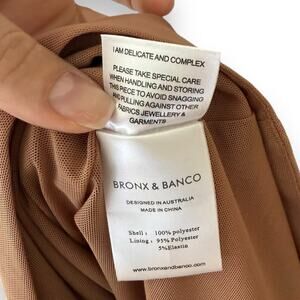 I AM DELICATE AND COMPLEX
PLEASE TAKE SPECIAL CARE
WHEN HANDLING AND STORING
THIS PIECE TO AVOID SNAGGING
AND PULLING AGAINST OTHER
FABRICS JEWELLERY &
GARMENTS
BRONX & BANCO
DESIGNED IN AUSTRALIA
MADE IN CHINA
Shell: 100% polyester
Lining: 95% Polyester
5%Elastin
www.bronxandbanco.com